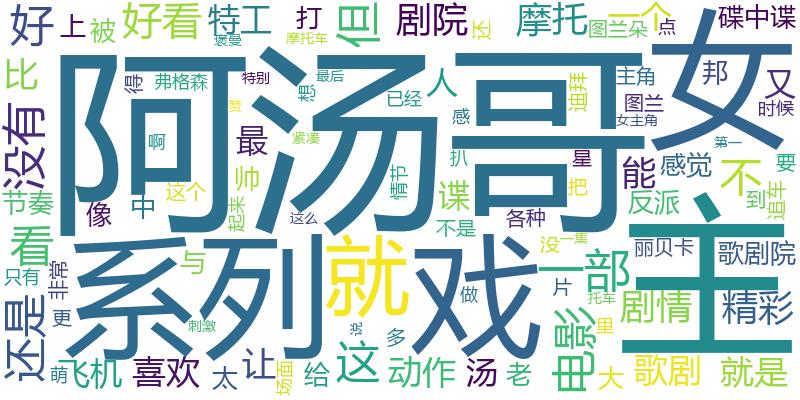 阿汤哥
女
主
系列
就
戏
好
上
被
好看
特工
打
但
剧院
还
摩托
一个
图兰朵
点
碟中谍
褒曼
摩托车
比
弗格森
得
特别
最后
想
已经
人
感
迪拜
主角
图兰
邦
又
时候
没有
啊
赞
最
紧凑
女主角
第一
节奏
像
中
这个
帅
起来
情节
扒
谍
星
把
能
感觉
不
要
到
追车
看
这么
不是
各种
反派
没
一集
丽贝卡
歌剧院
只有
非常
与
一部
还是
更
刺激
做
片
托车
剧情
精彩
说
多
里
电影
萌
飞机
喜欢
太
让
场面
给
这
动作
汤
老
大
歌剧
就是